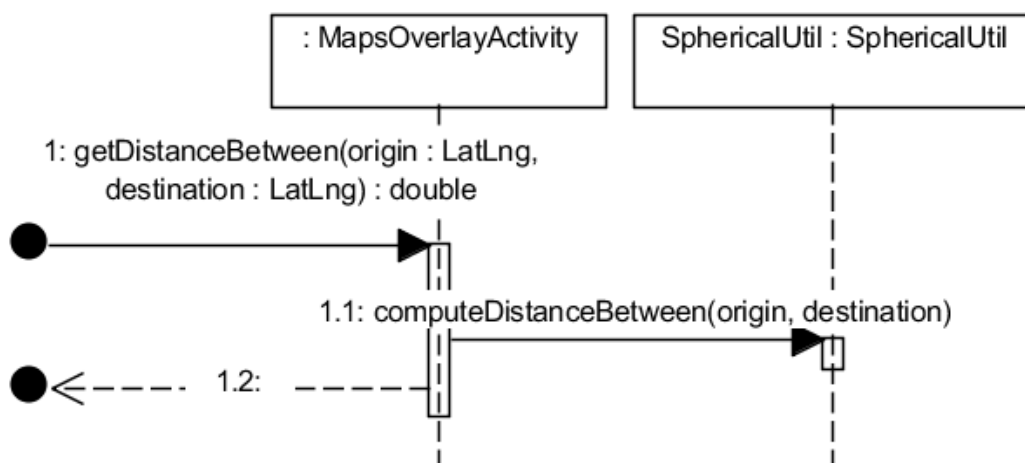 : MapsOverlayActivity
SphericalUtil : SphericalUtil
1: getDistanceBetween(origin : LatLng,
destination : LatLng) : double
1.1: computeDistanceBetween(origin, destination)
1.2: